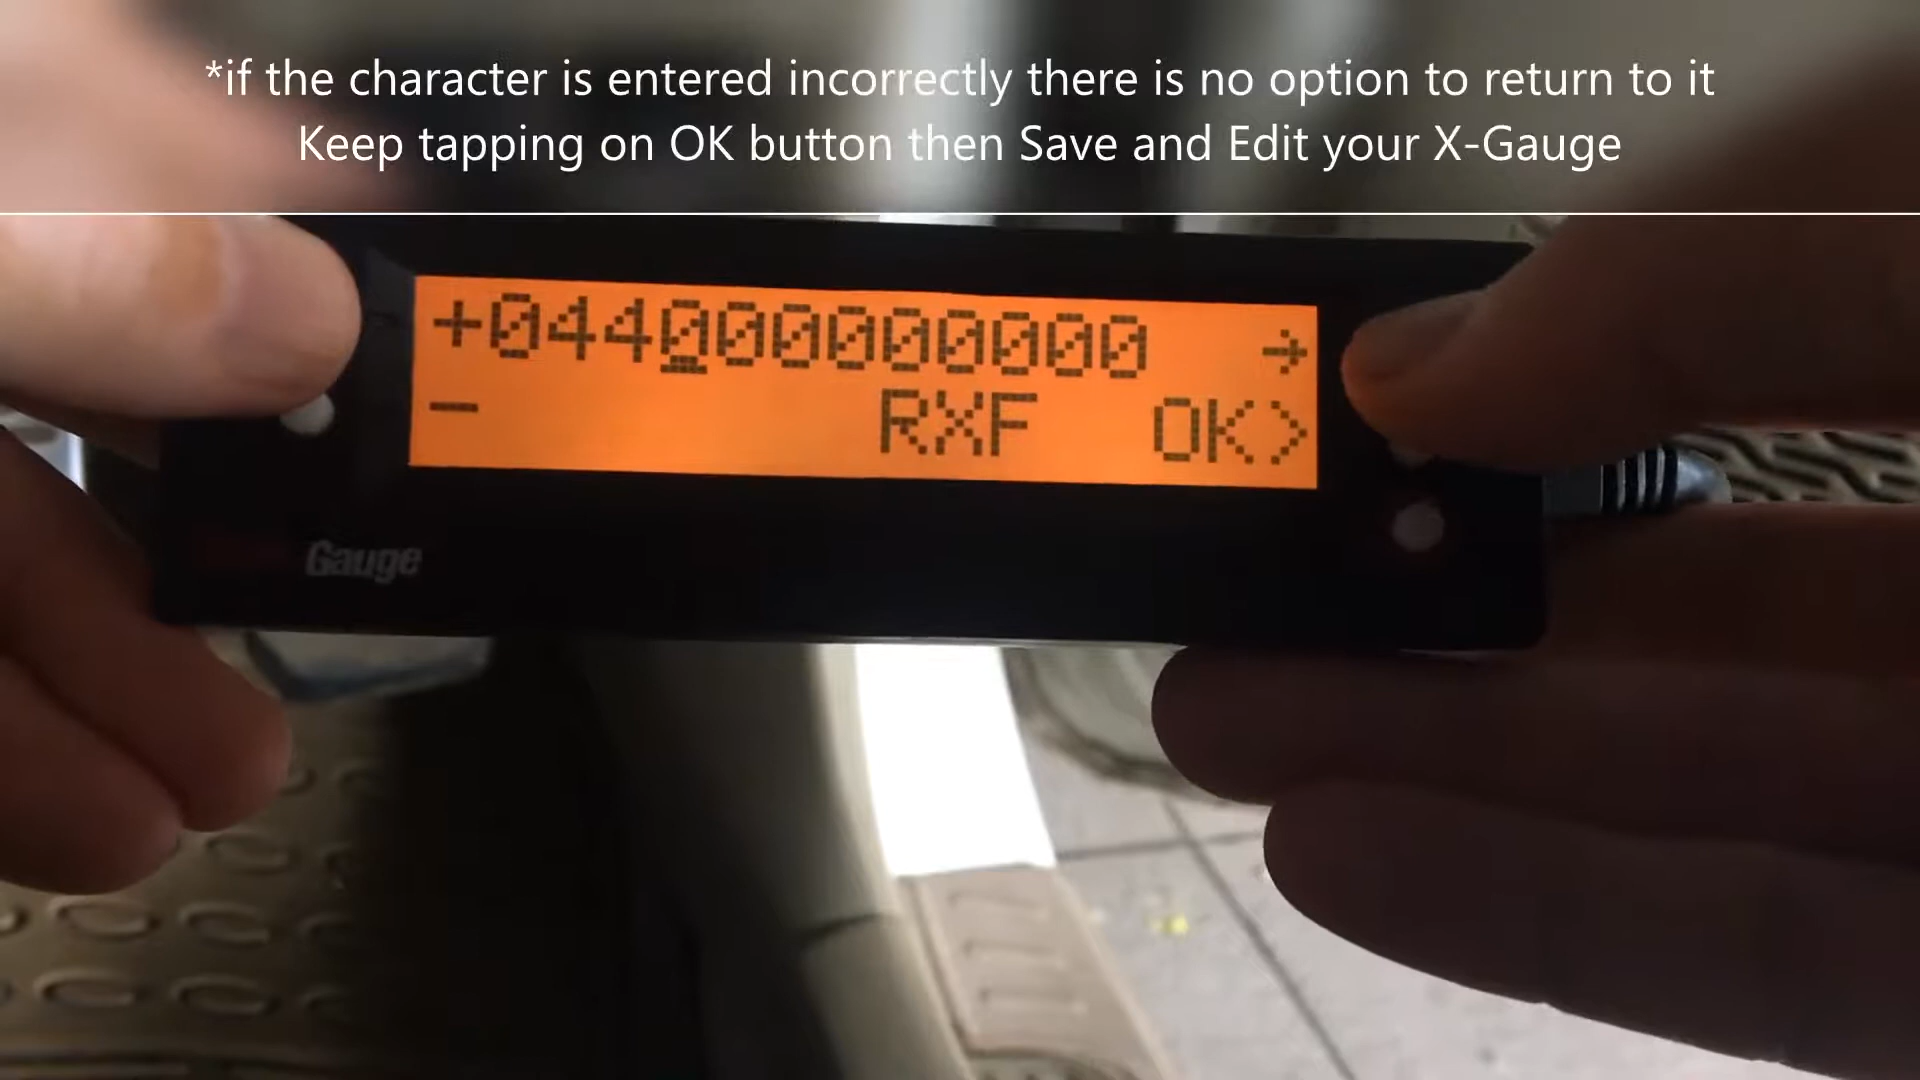 *if the character is entered incorrectly there is no option to return to it
Keep tapping on OK button then Save and Edit your X-Gauge
+044000000000 →
- RXF OK>
Gauge